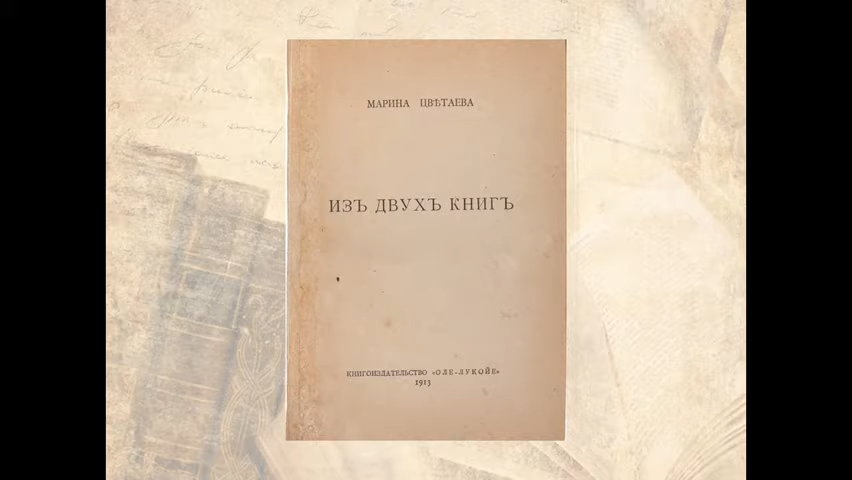 МАРИНА ЦВѢТАЕВА
ИЗЪ ДВУХЪ КНИГЪ
КНИГОИЗДАТЕЛЬСТВО «ОЛЕ-ЛУКОЙЕ»
1913